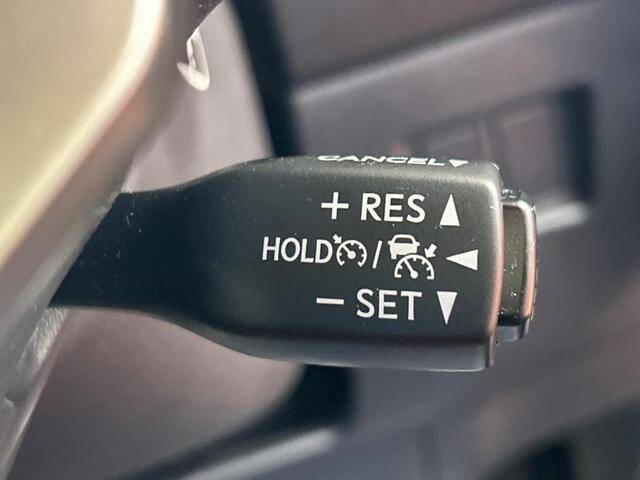 CANCEL▼
+ RES ▲
HOLD / ◀
− SET ▼